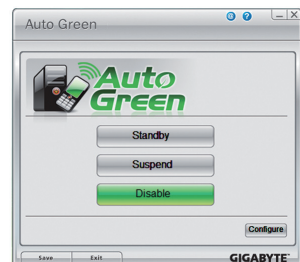 Auto Green
Auto
Green
Standby
Suspend
Disable
Configure
Save Exit
GIGABYTE